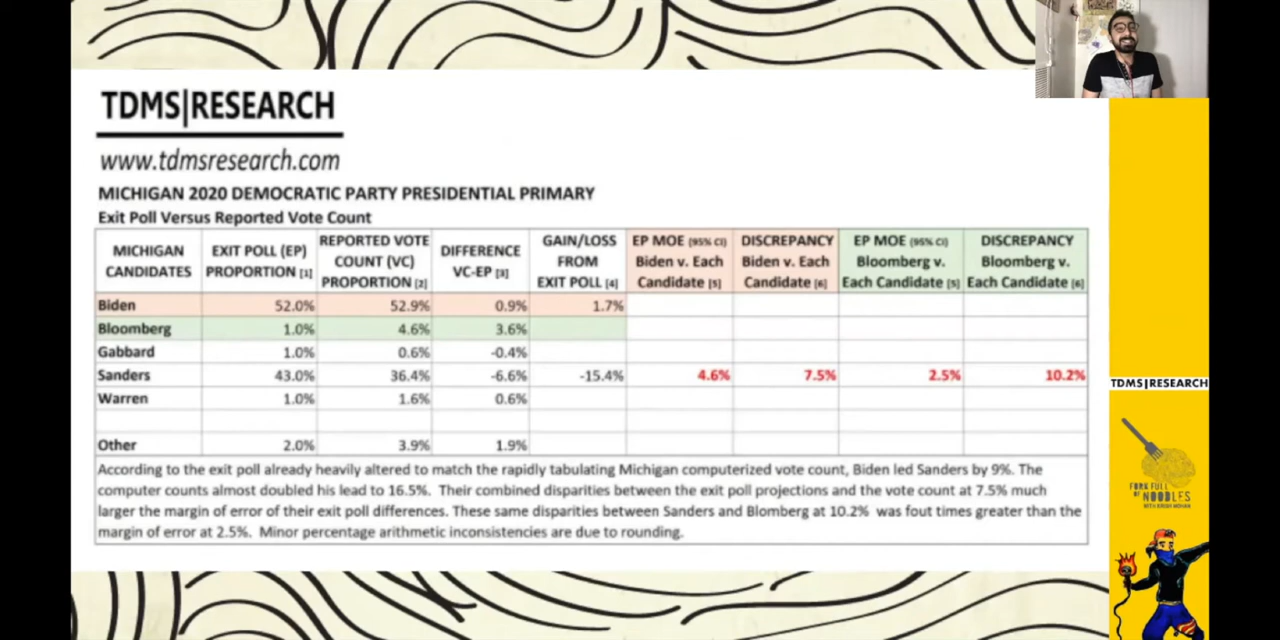 TDMS|RESEARCH
www.tdmsresearch.com
MICHIGAN 2020 DEMOCRATIC PARTY PRESIDENTIAL PRIMARY
Exit Poll Versus Reported Vote Count
MICHIGAN CANDIDATES | EXIT POLL (EP) PROPORTION [1] | REPORTED VOTE COUNT (VC) PROPORTION [2] | DIFFERENCE VC-EP [3] | GAIN/LOSS FROM EXIT POLL [4] | EP MOE (95% CI) Biden v. Each Candidate [5] | DISCREPANCY Biden v. Each Candidate [6] | EP MOE (95% CI) Bloomberg v. Each Candidate [5] | DISCREPANCY Bloomberg v. Each Candidate [6]
Biden 52.0% 52.9% 0.9% 1.7%
Bloomberg 1.0% 4.6% 3.6%
Gabbard 1.0% 0.6% -0.4%
Sanders 43.0% 36.4% -6.6% -15.4% 4.6% 7.5% 2.5% 10.2%
Warren 1.0% 1.6% 0.6%
Other 2.0% 3.9% 1.9%
According to the exit poll already heavily altered to match the rapidly tabulating Michigan computerized vote count, Biden led Sanders by 9%. The
computer counts almost doubled his lead to 16.5%. Their combined disparities between the exit poll projections and the vote count at 7.5% much
larger the margin of error of their exit poll differences. These same disparities between Sanders and Blomberg at 10.2% was fout times greater than the
margin of error at 2.5%. Minor percentage arithmetic inconsistencies are due to rounding.
TDMS|RESEARCH
FORK FULL
OF NOODLES
WITH KRISH MOHAN